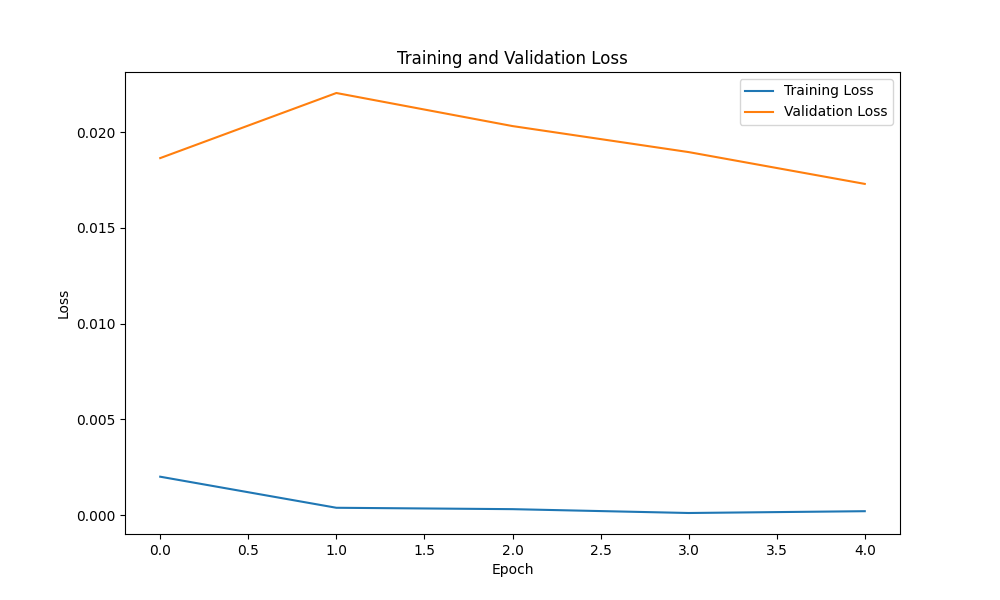 Training and Validation Loss
Training Loss
Validation Loss
0.020
0.015
0.010
0.005
0.000
Loss
0.0 0.5 1.0 1.5 2.0 2.5 3.0 3.5 4.0
Epoch